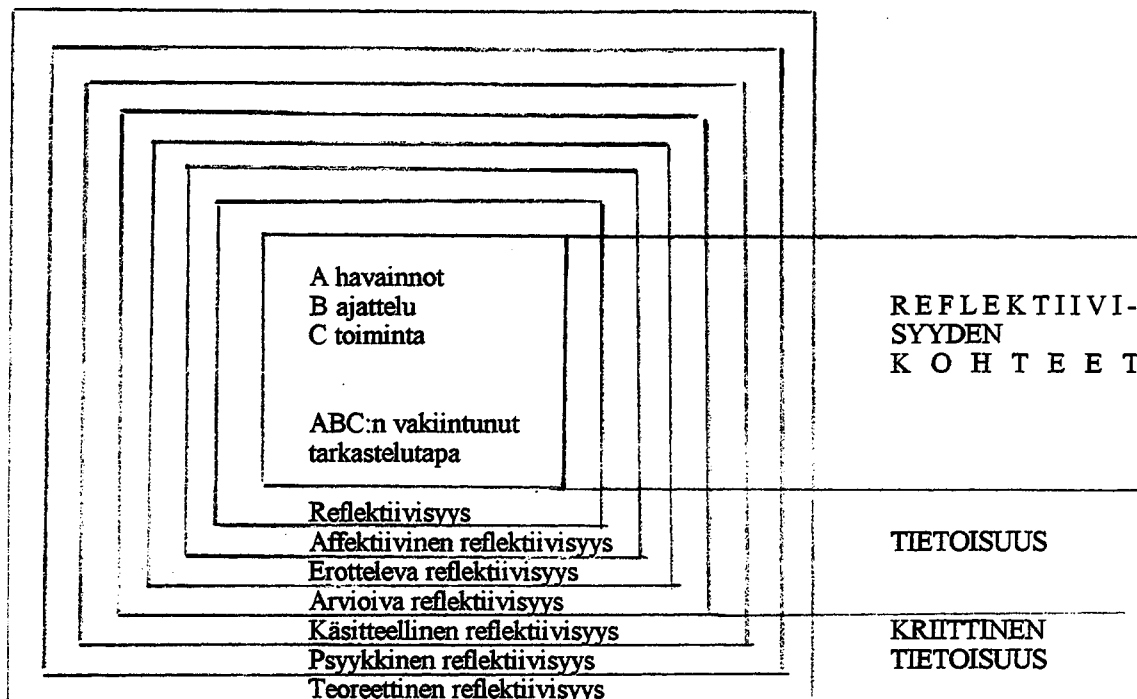 A havainnot
B ajattelu
C toiminta
ABC:n vakiintunut
tarkastelutapa
REFLEKTIIVI-
SYYDEN
KOHTEET
Reflektiivisyys
Affektiivinen reflektiivisyys
Erotteleva reflektiivisyys
Arvioiva reflektiivisyys
TIETOISUUS
Käsitteellinen reflektiivisyys
Psyykkinen reflektiivisyys
Teoreettinen reflektiivisyys
KRIITTINEN
TIETOISUUS